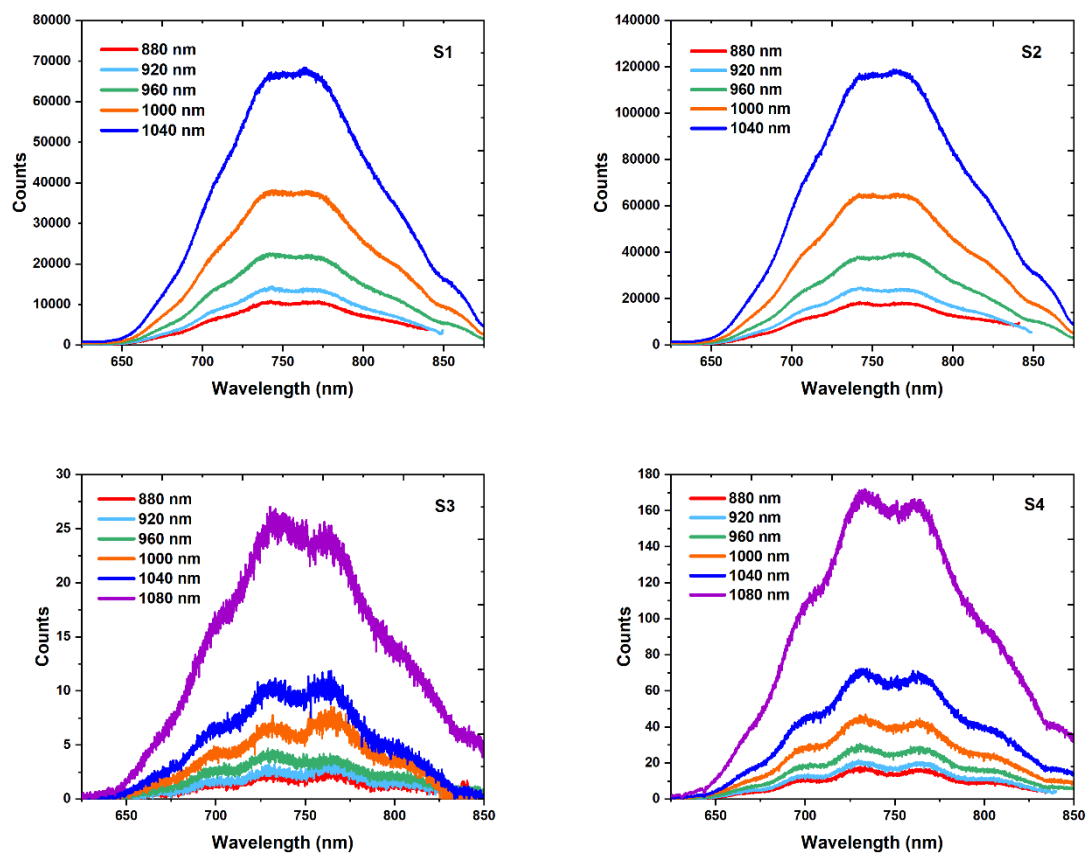 80000
70000
60000
50000
40000
30000
20000
10000
0
Counts
880 nm
920 nm
960 nm
1000 nm
1040 nm
S1
650 700 750 800 850
Wavelength (nm)
140000
120000
100000
80000
60000
40000
20000
0
Counts
880 nm
920 nm
960 nm
1000 nm
1040 nm
S2
650 700 750 800 850
Wavelength (nm)
30
25
20
15
10
5
0
Counts
880 nm
920 nm
960 nm
1000 nm
1040 nm
1080 nm
S3
650 700 750 800 850
Wavelength (nm)
180
160
140
120
100
80
60
40
20
0
Counts
880 nm
920 nm
960 nm
1000 nm
1040 nm
1080 nm
S4
650 700 750 800 850
Wavelength (nm)